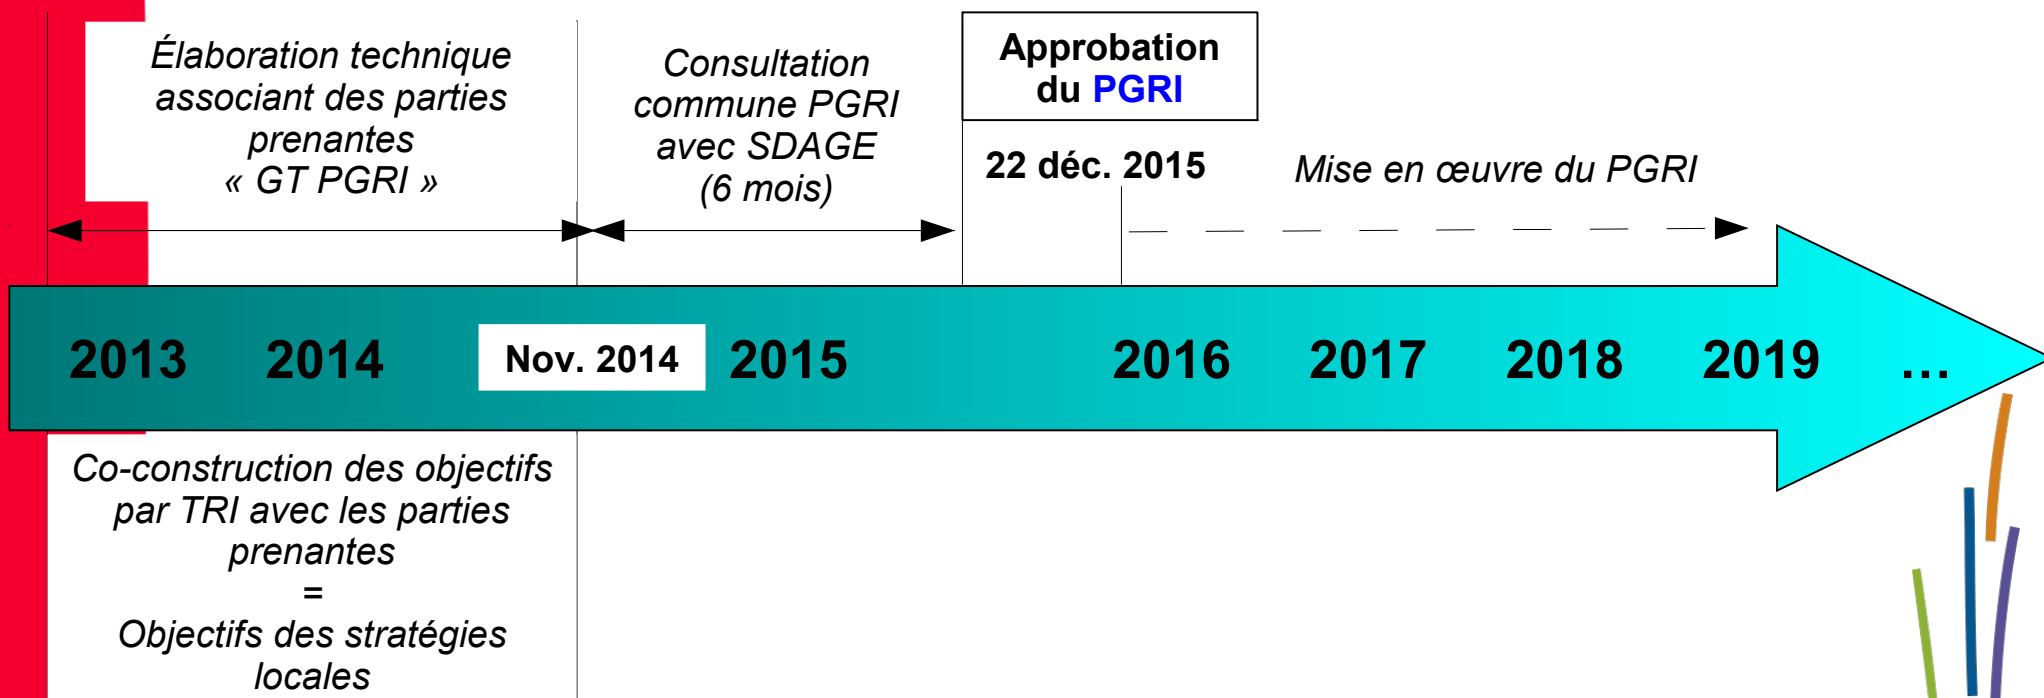 Élaboration technique
associant des parties
prenantes
« GT PGRI »
Consultation
commune PGRI
avec SDAGE
(6 mois)
Approbation
du PGRI
22 déc. 2015
Mise en œuvre du PGRI
2013 2014 Nov. 2014 2015 2016 2017 2018 2019 …
Co-construction des objectifs
par TRI avec les parties
prenantes
=
Objectifs des stratégies
locales